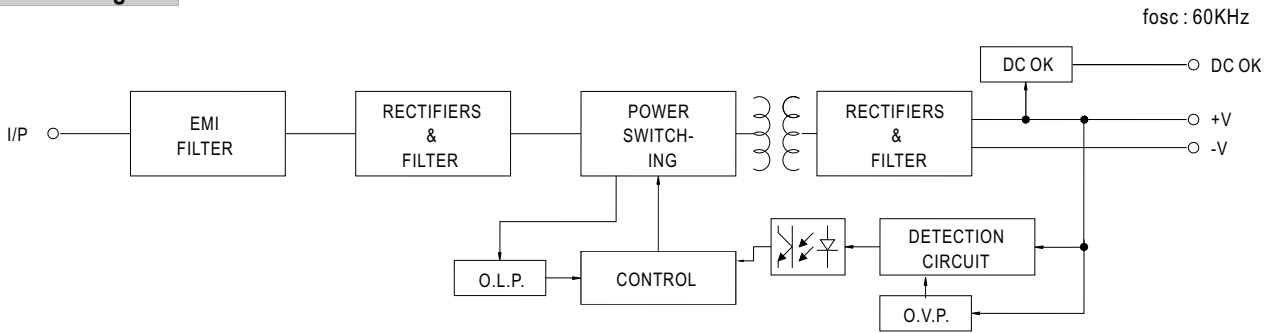 fosc : 60KHz
DC OK
DC OK
I/P
EMI
FILTER
RECTIFIERS
&
FILTER
POWER
SWITCH-
ING
RECTIFIERS
&
FILTER
+V
-V
O.L.P.
CONTROL
DETECTION
CIRCUIT
O.V.P.